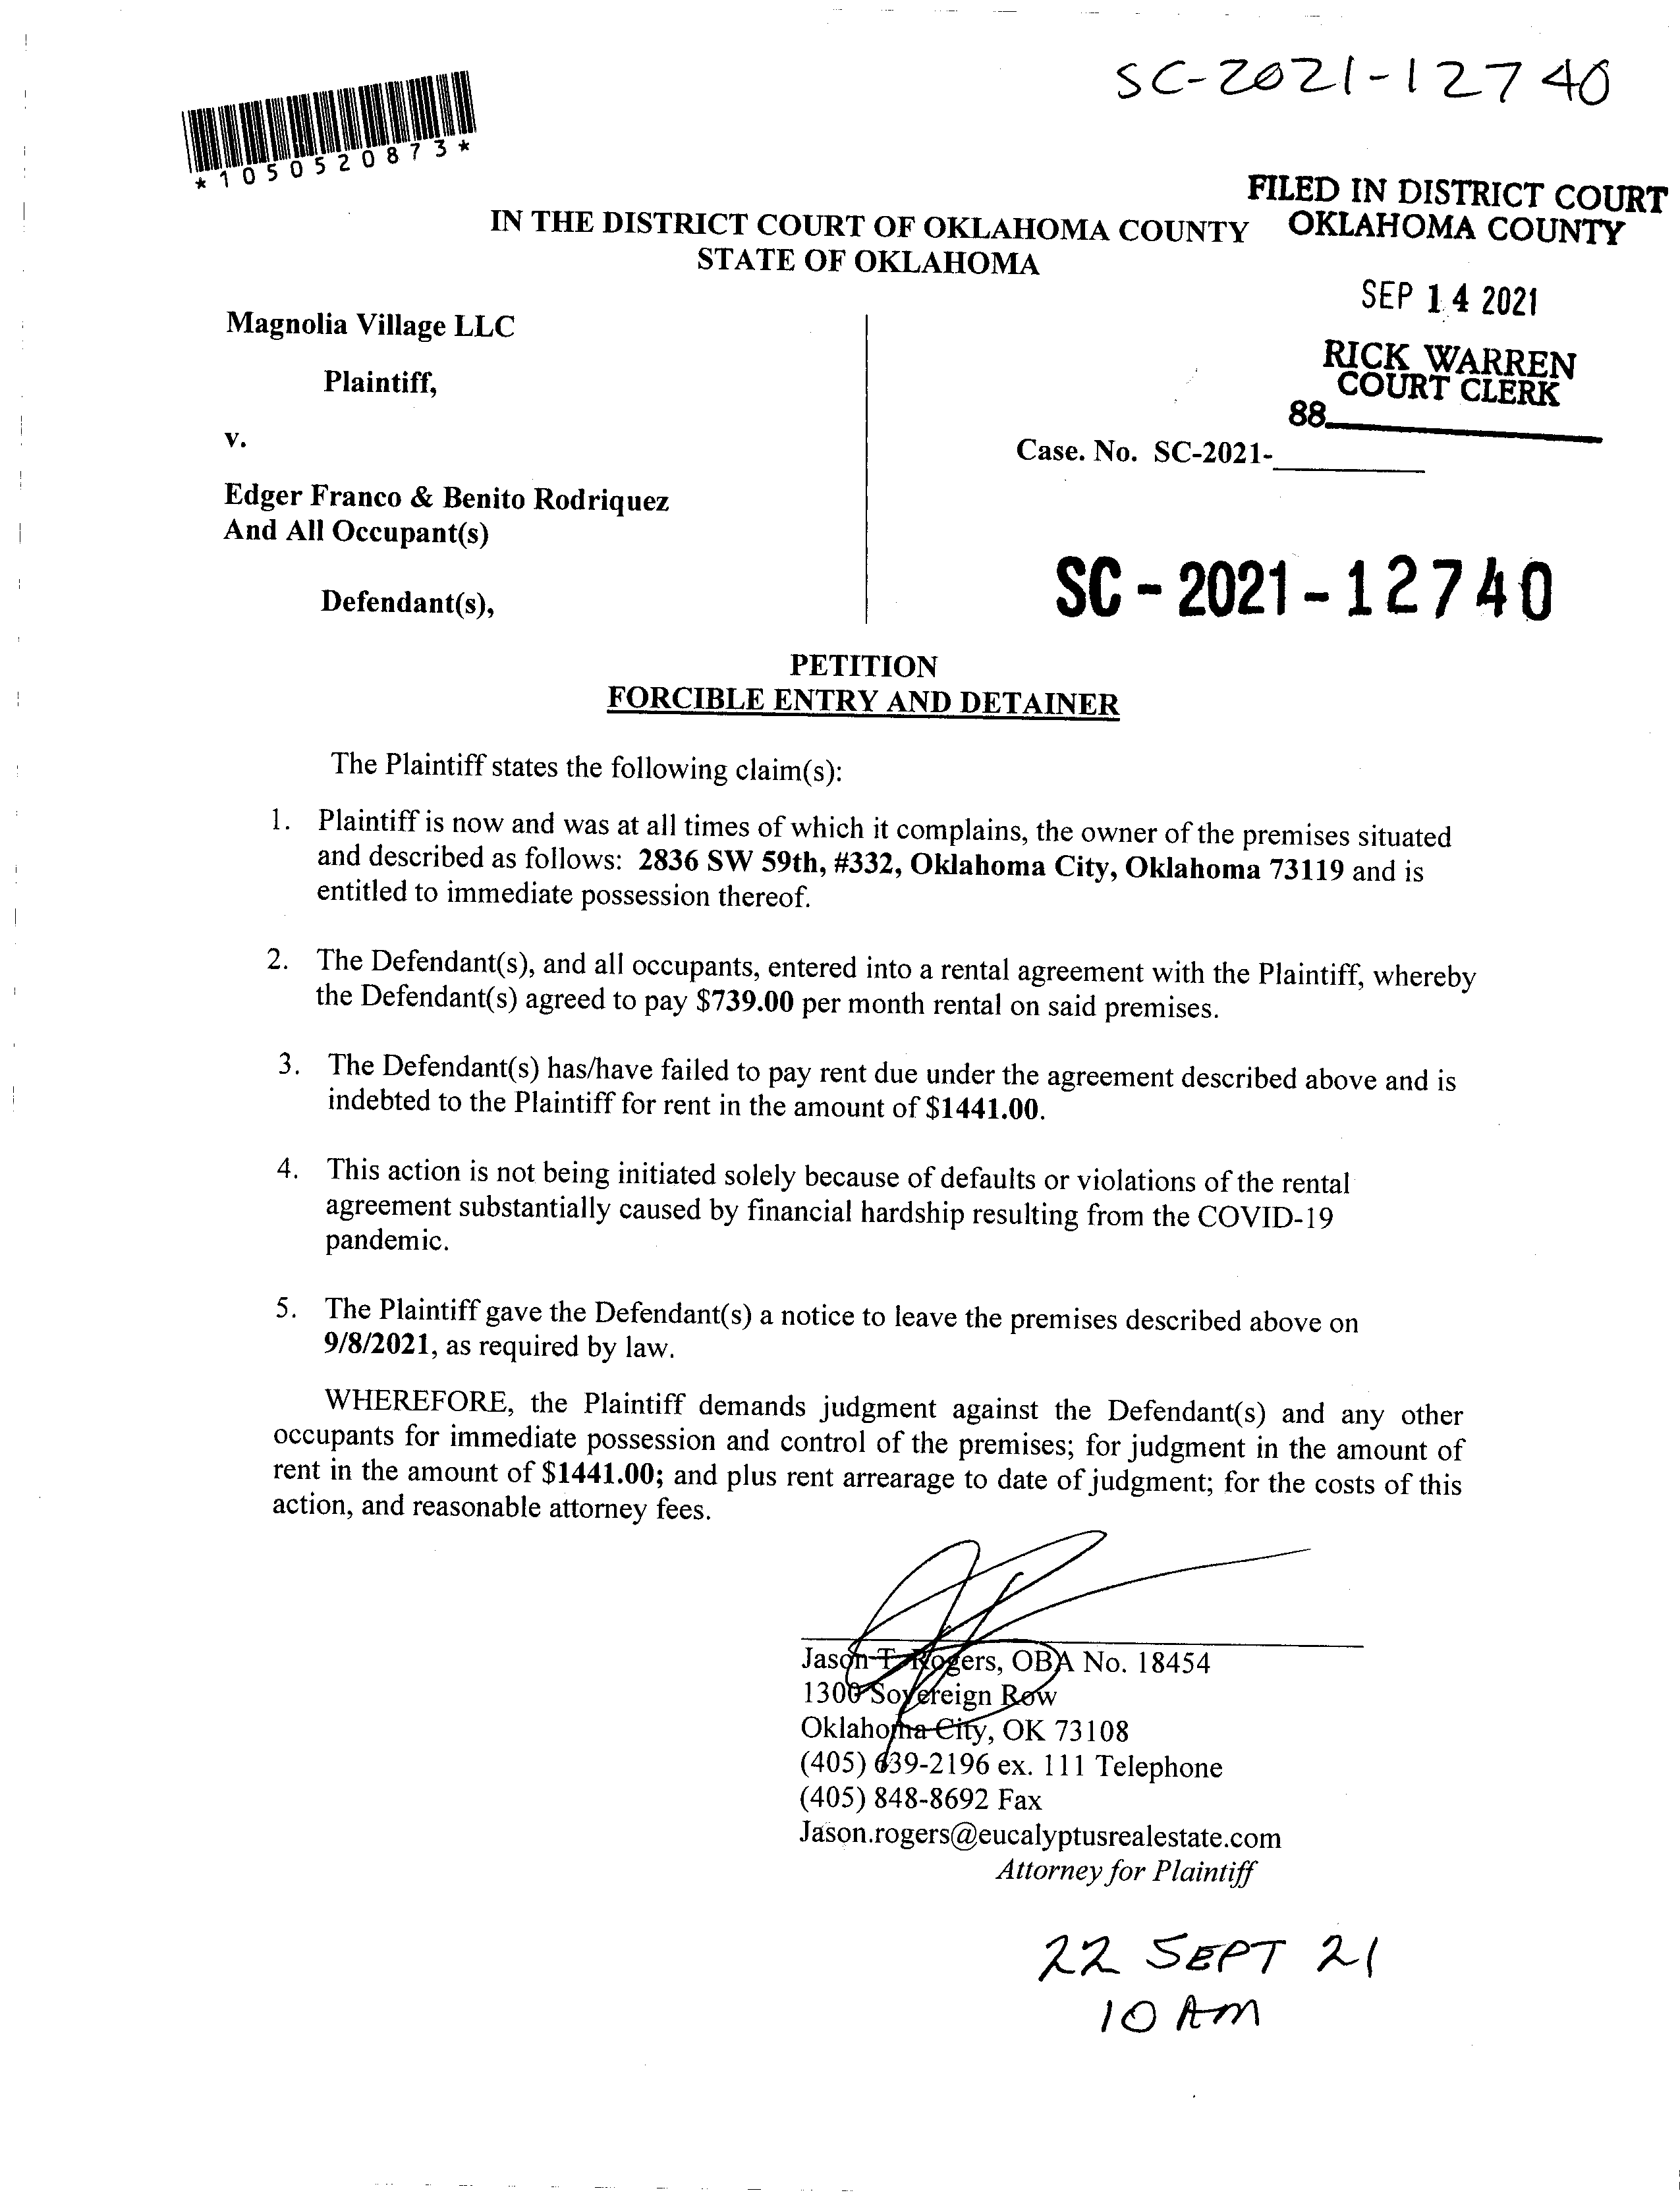 SC-2021-12740
*1050520873*
FILED IN DISTRICT COURT
OKLAHOMA COUNTY
IN THE DISTRICT COURT OF OKLAHOMA COUNTY
STATE OF OKLAHOMA
SEP 14 2021
RICK WARREN
COURT CLERK
88
Magnolia Village LLC
Plaintiff,
v.
Case. No. SC-2021-
Edger Franco & Benito Rodriquez
And All Occupant(s)
SC-2021-12740
Defendant(s),
PETITION
FORCIBLE ENTRY AND DETAINER
The Plaintiff states the following claim(s):
1. Plaintiff is now and was at all times of which it complains, the owner of the premises situated
and described as follows: 2836 SW 59th, #332, Oklahoma City, Oklahoma 73119 and is
entitled to immediate possession thereof.
2. The Defendant(s), and all occupants, entered into a rental agreement with the Plaintiff, whereby
the Defendant(s) agreed to pay $739.00 per month rental on said premises.
3. The Defendant(s) has/have failed to pay rent due under the agreement described above and is
indebted to the Plaintiff for rent in the amount of $1441.00.
4. This action is not being initiated solely because of defaults or violations of the rental
agreement substantially caused by financial hardship resulting from the COVID-19
pandemic.
5. The Plaintiff gave the Defendant(s) a notice to leave the premises described above on
9/8/2021, as required by law.
WHEREFORE, the Plaintiff demands judgment against the Defendant(s) and any other
occupants for immediate possession and control of the premises; for judgment in the amount of
rent in the amount of $1441.00; and plus rent arrearage to date of judgment; for the costs of this
action, and reasonable attorney fees.
Jason T. Rogers, OBA No. 18454
1300 Sovereign Row
Oklahoma City, OK 73108
(405) 639-2196 ex. 111 Telephone
(405) 848-8692 Fax
Jason.rogers@eucalyptusrealestate.com
Attorney for Plaintiff
22 SEPT 21
10 AM